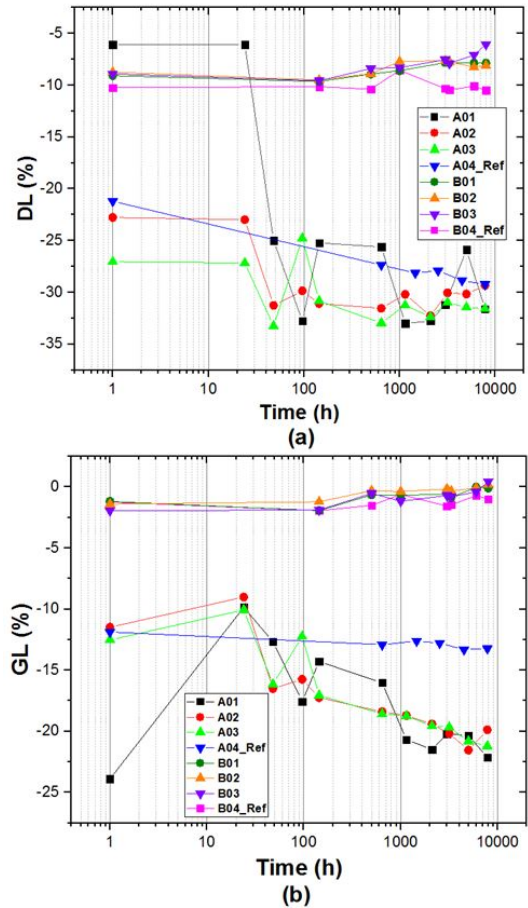 DL (%)
-5
-10
-15
-20
-25
-30
-35
A01
A02
A03
A04_Ref
B01
B02
B03
B04_Ref
1
10
100
1000
10000
Time (h)
(a)
GL (%)
0
-5
-10
-15
-20
-25
A01
A02
A03
A04_Ref
B01
B02
B03
B04_Ref
1
10
100
1000
10000
Time (h)
(b)